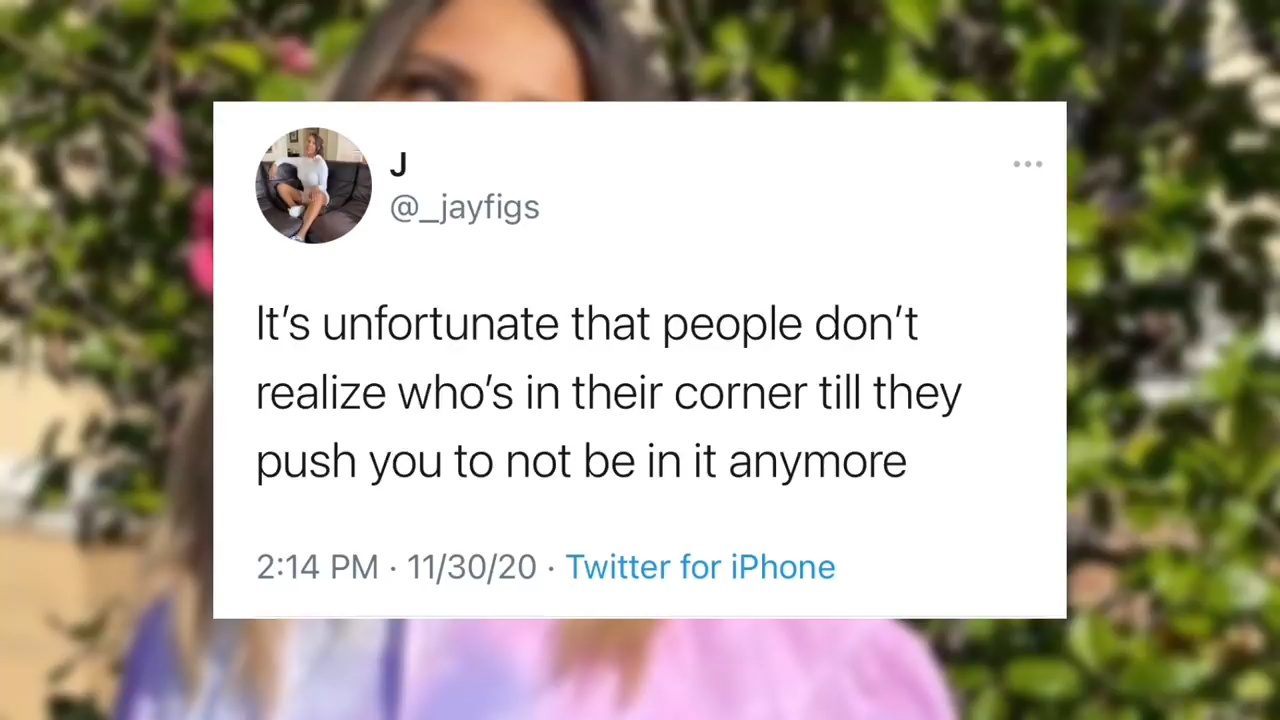 J
@_jayfigs
It’s unfortunate that people don’t
realize who’s in their corner till they
push you to not be in it anymore
2:14 PM · 11/30/20 · Twitter for iPhone